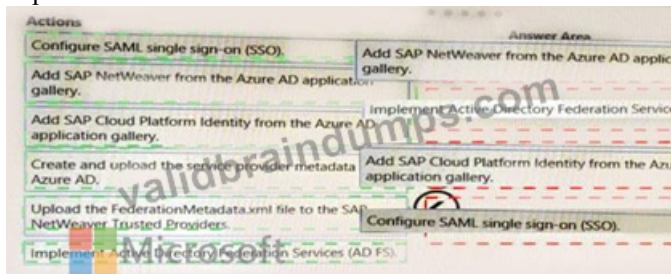 Actions
Configure SAML single sign-on (SSO).
Add SAP NetWeaver from the Azure AD application
gallery.
Add SAP Cloud Platform Identity from the Azure AD
application gallery.
Create and upload the service provider metadata
Azure AD.
Upload the FederationMetadata.xml file to the SAP
NetWeaver Trusted Providers.
Implement Active Directory Federation Services (AD FS).
Answer Area
Add SAP NetWeaver from the Azure AD applic
gallery.
Implement Active Directory Federation Service
Add SAP Cloud Platform Identity from the Azu
application gallery.
Configure SAML single sign-on (SSO).
validbraindumps.com
Microsoft